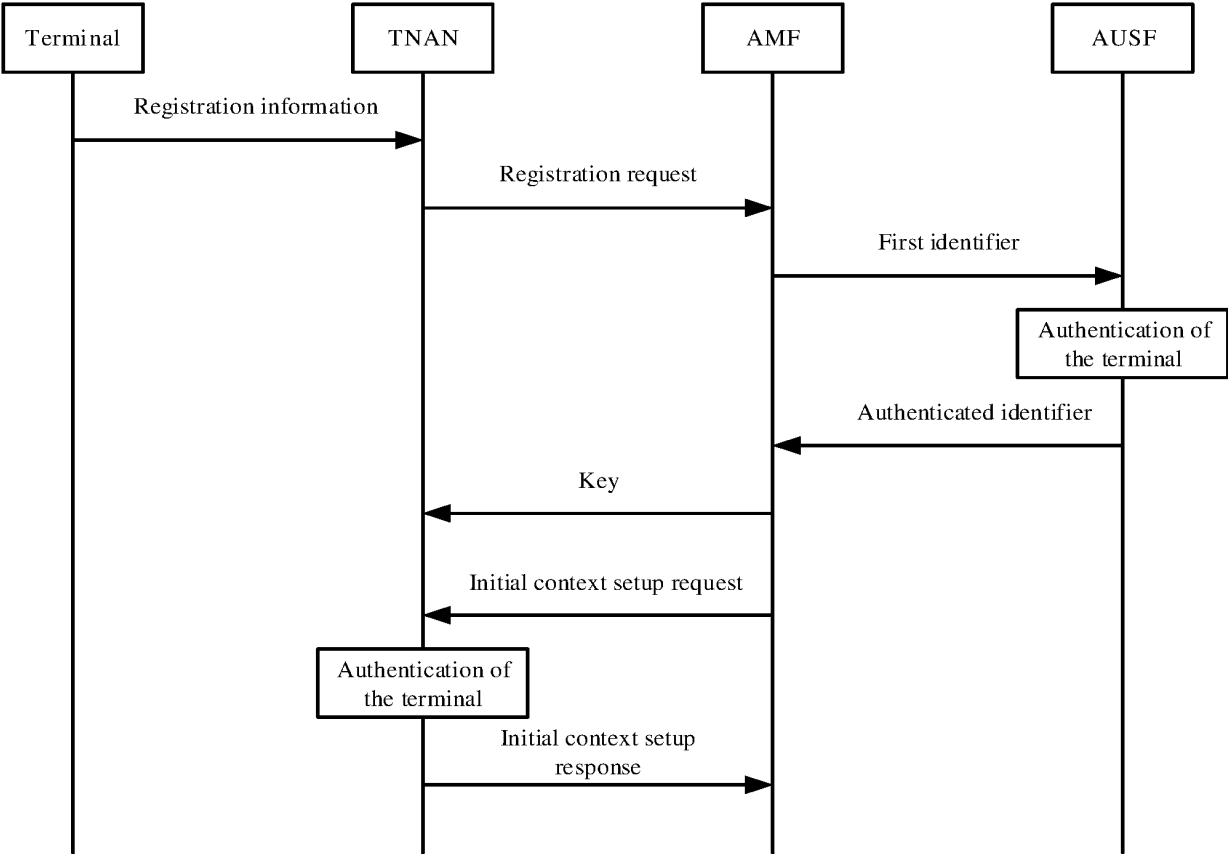 Terminal
TNAN
AMF
AUSF
Registration information
Registration request
First identifier
Authentication of
the terminal
Authenticated identifier
Key
Initial context setup request
Authentication of
the terminal
Initial context setup
response